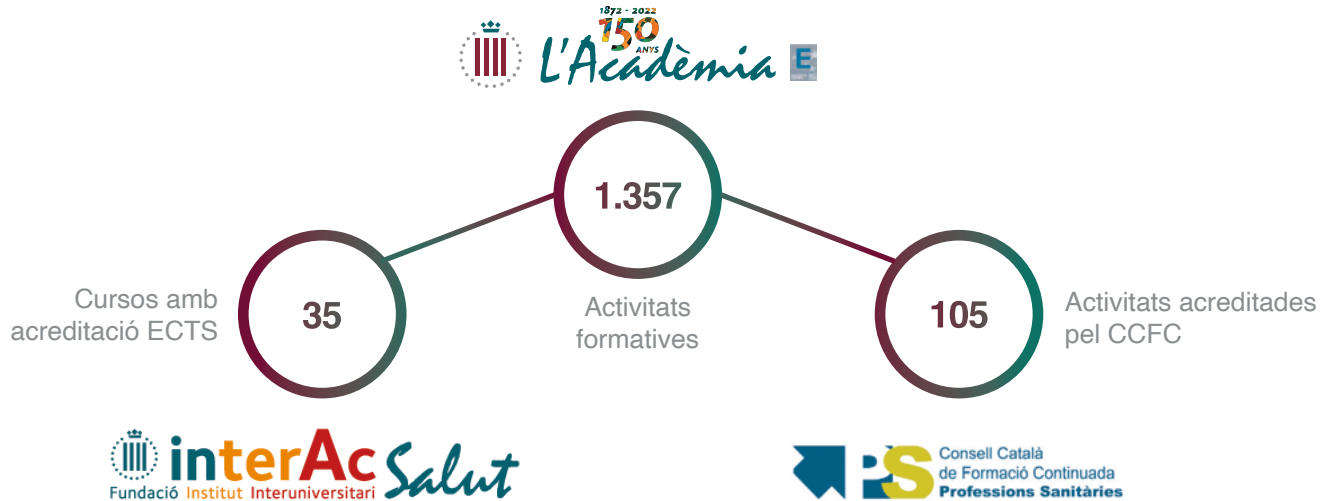 1872 - 2022
150
ANYS
L'Acadèmia E
1.357
Activitats
formatives
35
Cursos amb
acreditació ECTS
105
Activitats acreditades
pel CCFC
interAc Salut
Fundació Institut Interuniversitari
PS
Consell Català
de Formació Continuada
Professions Sanitàries